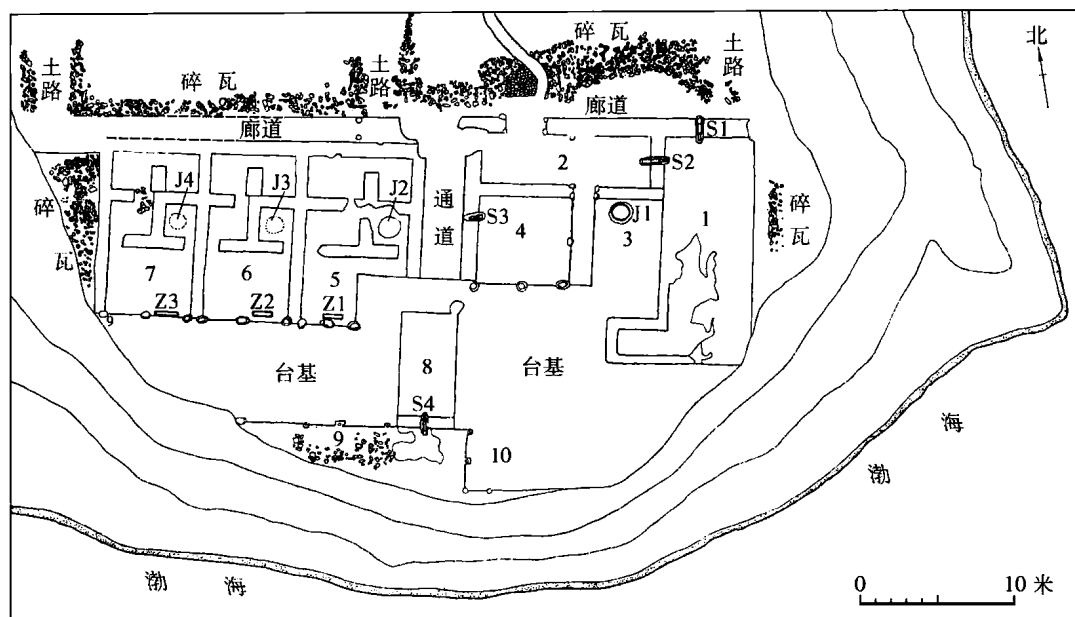 碎 瓦
北
土路
碎 瓦
土路
土路
廊道
廊道
S1
S2
2
J4
J3
J2
通道
S3
J1
碎瓦
4
3
1
碎瓦
7
6
5
Z3
Z2
Z1
台基
8
台基
S4
9
10
渤 海
渤 海
0 10 米